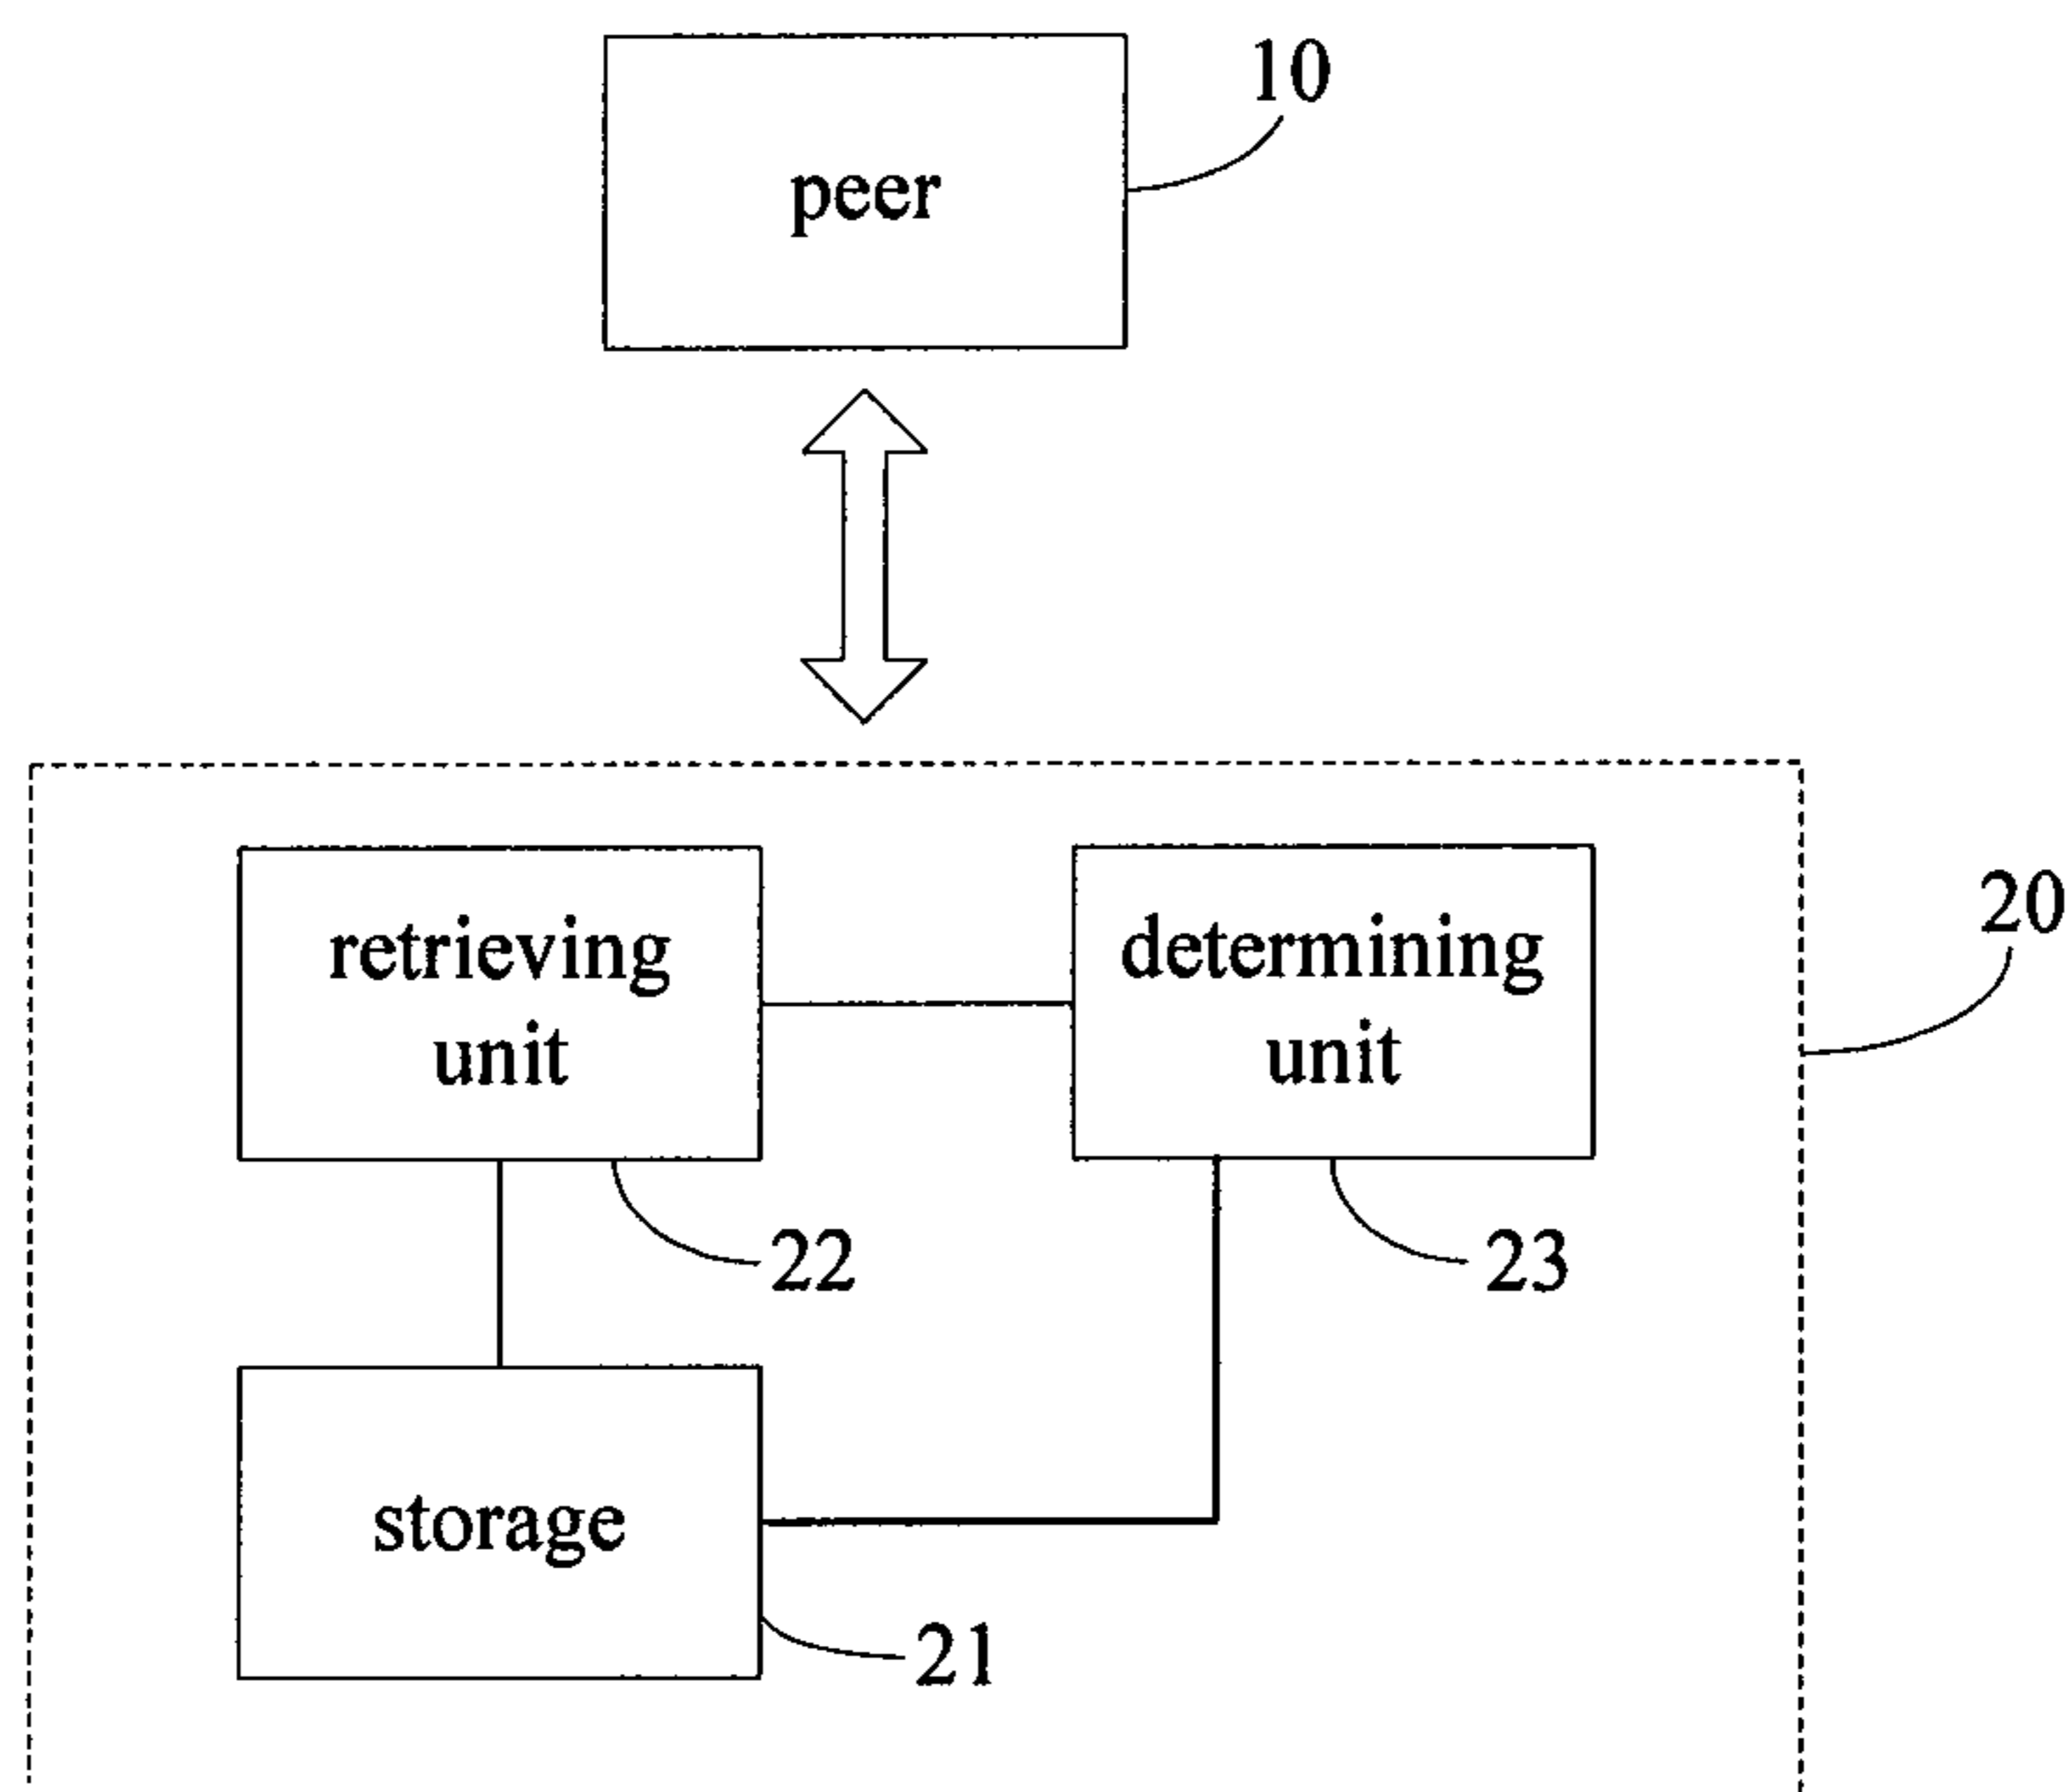 10
peer
20
retrieving
unit
determining
unit
22
23
storage
21